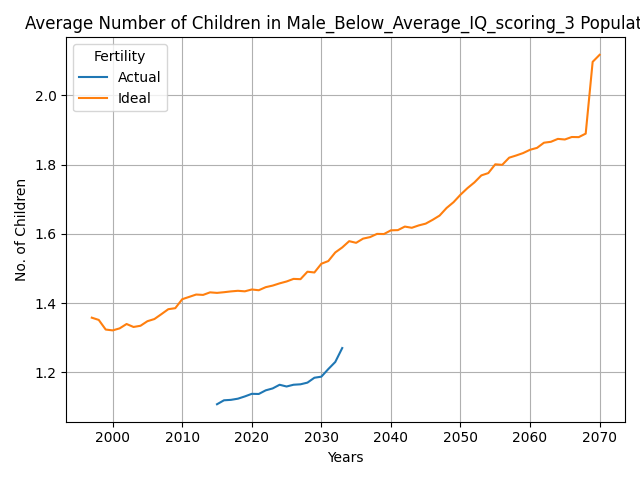 Average Number of Children in Male_Below_Average_IQ_scoring_3 Populat
Fertility
Actual
Ideal
No. of Children
2.0
1.8
1.6
1.4
1.2
2000 2010 2020 2030 2040 2050 2060 2070
Years